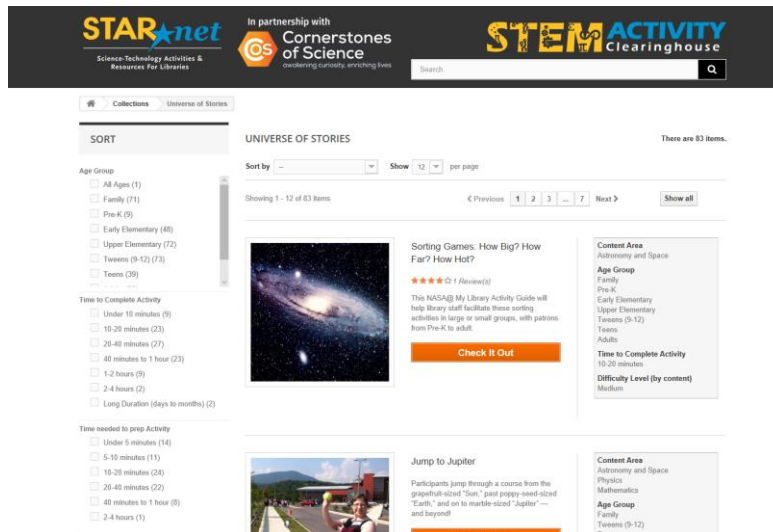 STAR net
Science-Technology Activities &
Resources For Libraries
In partnership with
COS
Cornerstones
of Science
awakening curiosity, enriching lives
STEM ACTIVITY
Clearinghouse
Search
Collections
Universe of Stories
SORT
Age Group
All Ages (1)
Family (71)
Pre-K (9)
Early Elementary (48)
Upper Elementary (72)
Tweens (9-12) (73)
Teens (39)
Time to Complete Activity
Under 10 minutes (9)
10-20 minutes (23)
20-40 minutes (27)
40 minutes to 1 hour (23)
1-2 hours (9)
2-4 hours (2)
Long Duration (days to months) (2)
Time needed to prep Activity
Under 5 minutes (14)
5-10 minutes (11)
10-20 minutes (24)
20-40 minutes (22)
40 minutes to 1 hour (8)
2-4 hours (1)
UNIVERSE OF STORIES
There are 83 items.
Sort by -- Show 12 per page
Showing 1 - 12 of 83 items
Previous 1 2 3 ... 7 Next Show all
Sorting Games: How Big? How
Far? How Hot?
1 Review(s)
This NASA@ My Library Activity Guide will
help library staff facilitate these sorting
activities in large or small groups, with patrons
from Pre-K to adult.
Check It Out
Content Area
Astronomy and Space
Age Group
Family
Pre-K
Early Elementary
Upper Elementary
Tweens (9-12)
Teens
Adults
Time to Complete Activity
10-20 minutes
Difficulty Level (by content)
Medium
Jump to Jupiter
Participants jump through a course from the
grapefruit-sized "Sun," past poppy-seed-sized
"Earth," and on to marble-sized "Jupiter" —
and beyond!
Content Area
Astronomy and Space
Physics
Mathematics
Age Group
Family
Tweens (9-12)